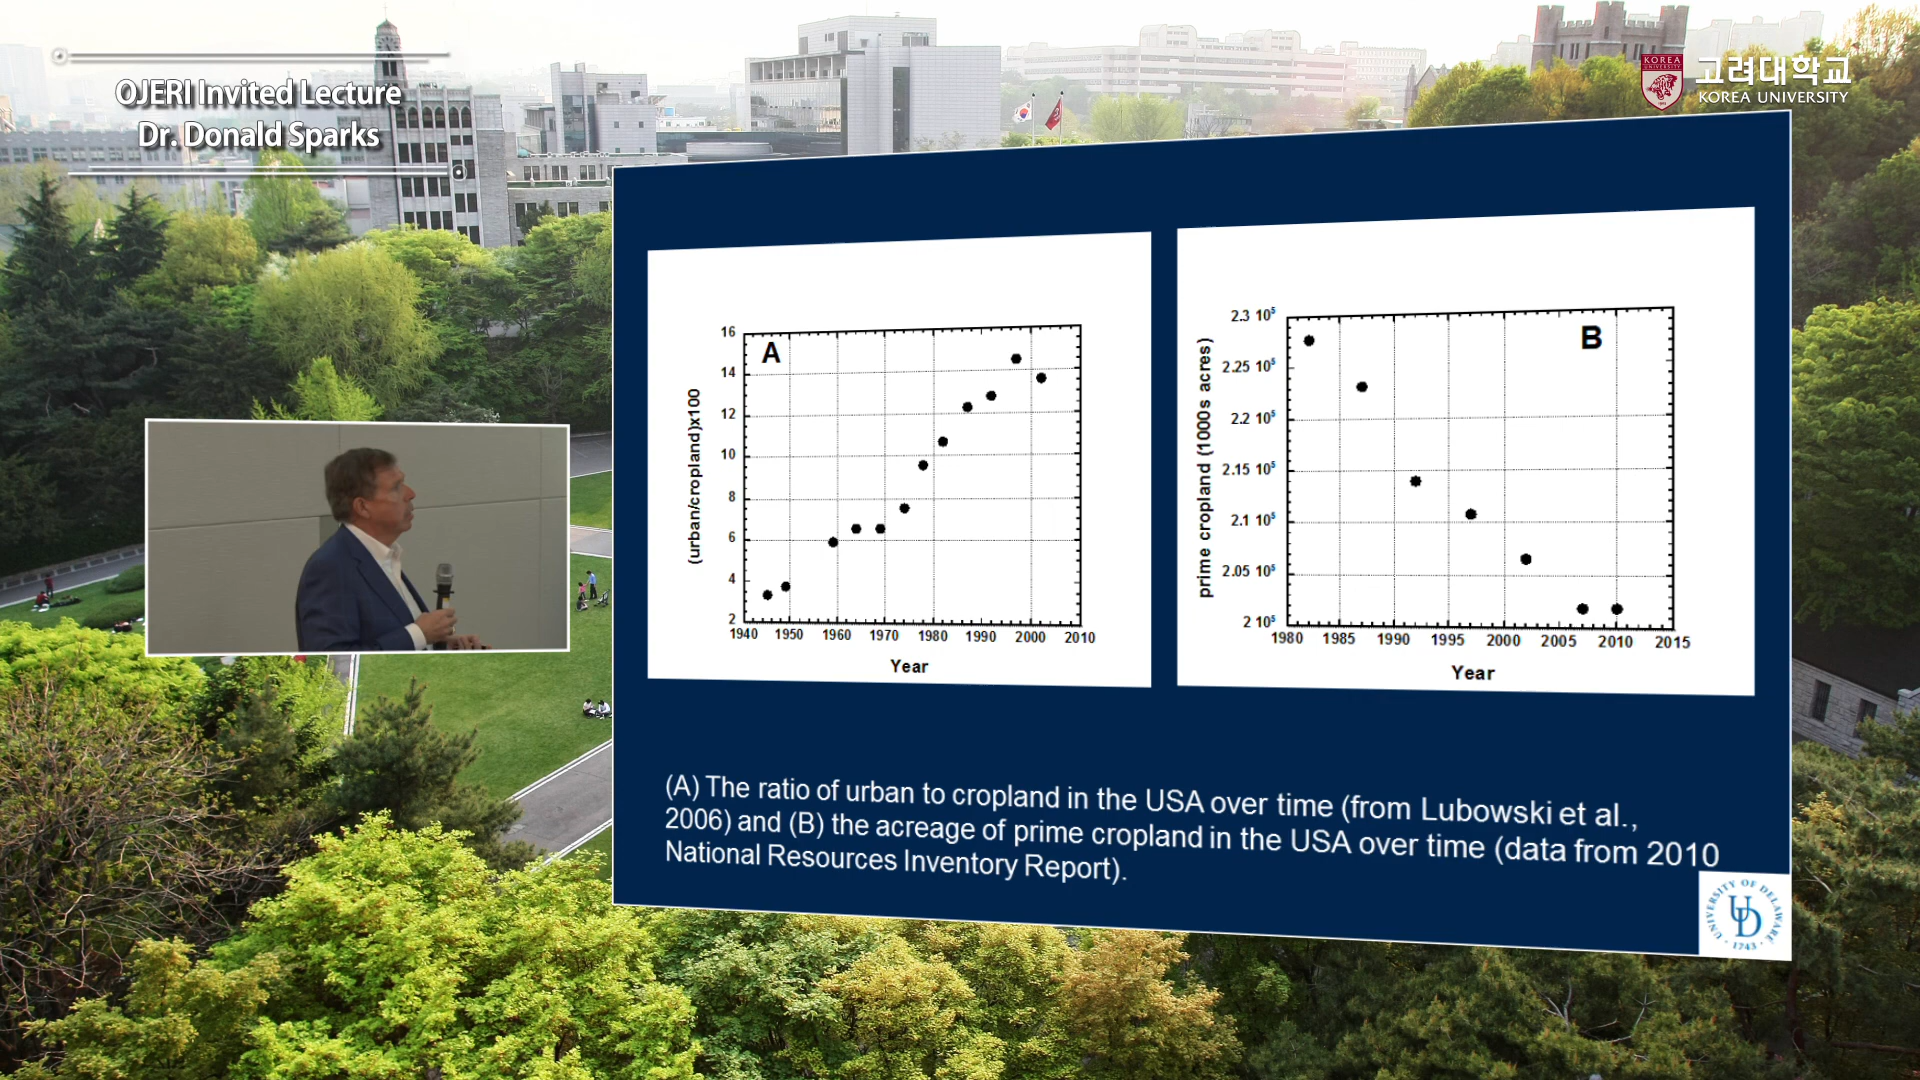 OJERI Invited Lecture
Dr. Donald Sparks
KOREA
UNIVERSITY
1905
고려대학교
KOREA UNIVERSITY
A
(urban/cropland)x100
16
14
12
10
8
6
4
2
1940 1950 1960 1970 1980 1990 2000 2010
Year
B
prime cropland (1000s acres)
2.3 10⁵
2.25 10⁵
2.2 10⁵
2.15 10⁵
2.1 10⁵
2.05 10⁵
2 10⁵
1980 1985 1990 1995 2000 2005 2010 2015
Year
(A) The ratio of urban to cropland in the USA over time (from Lubowski et al.,
2006) and (B) the acreage of prime cropland in the USA over time (data from 2010
National Resources Inventory Report).
UNIVERSITY OF DELAWARE
UD
1743